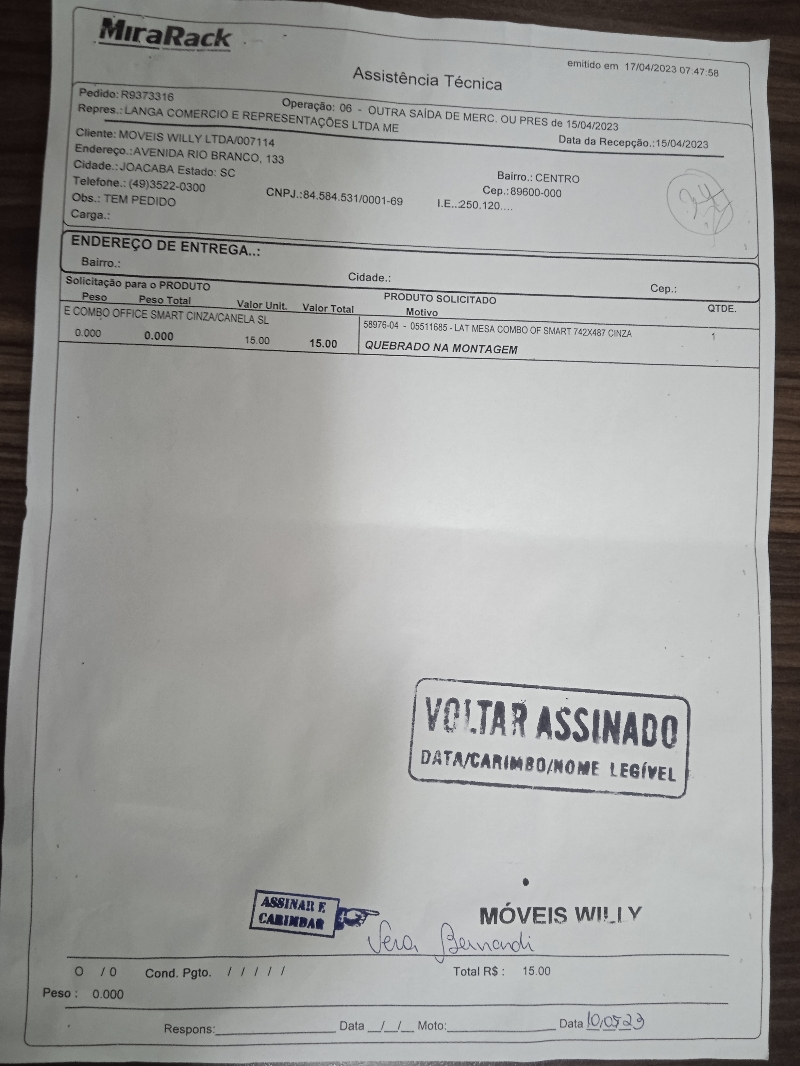 MiraRack
emitido em 17/04/2023 07:47:58
Assistência Técnica
Pedido: R9373316
Operação: 06 - OUTRA SAÍDA DE MERC. OU PRES de 15/04/2023
Repres.: LANGA COMERCIO E REPRESENTAÇÕES LTDA ME
Data da Recepção.:15/04/2023
Cliente: MOVEIS WILLY LTDA/007114
Endereço.: AVENIDA RIO BRANCO, 133
Bairro.: CENTRO
Cidade.: JOACABA Estado: SC
Cep.: 89600-000
Telefone.: (49)3522-0300
CNPJ.: 84.584.531/0001-69
I.E..:250.120....
Obs.: TEM PEDIDO
Carga.:
ENDEREÇO DE ENTREGA..:
Bairro.:
Cidade.:
Cep.:
Solicitação para o PRODUTO
PRODUTO SOLICITADO
QTDE.
Peso Peso Total Valor Unit. Valor Total Motivo
E COMBO OFFICE SMART CINZA/CANELA SL
58976-04 - 05511685 - LAT MESA COMBO OF SMART 742X487 CINZA
1
0.000 0.000 15.00 15.00 QUEBRADO NA MONTAGEM
VOLTAR ASSINADO
DATA/CARIMBO/NOME LEGÍVEL
ASSINAR E
CARIMBAR
MÓVEIS WILLY
Vera Bernardi
O / 0 Cond. Pgto. / / / / / Total R$ : 15.00
Peso : 0.000
Respons:____________ Data __/__/__ Moto:____________ Data 10/05/23